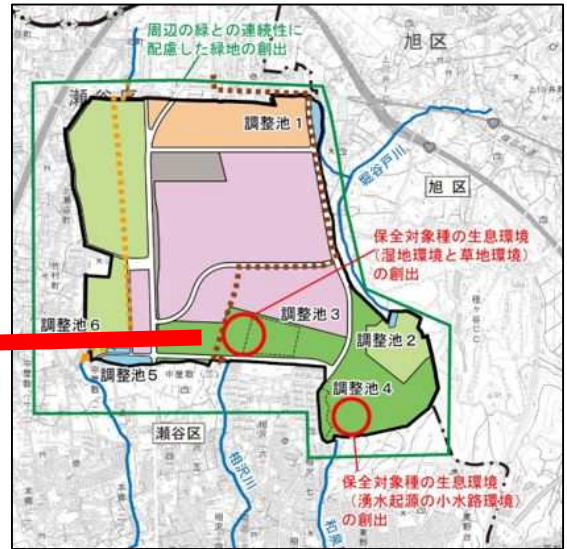 周辺の緑との連続性に
配慮した緑地の創出
旭区
瀬谷区
調整池1
堀谷戸川
旭区
保全対象種の生息環境
(湿地環境と草地環境)
の創出
調整池3
調整池2
調整池6
調整池5
調整池4
中屋敷
瀬谷区
相沢川
和泉
保全対象種の生息環境
(湧水起源の小水路環境)
の創出